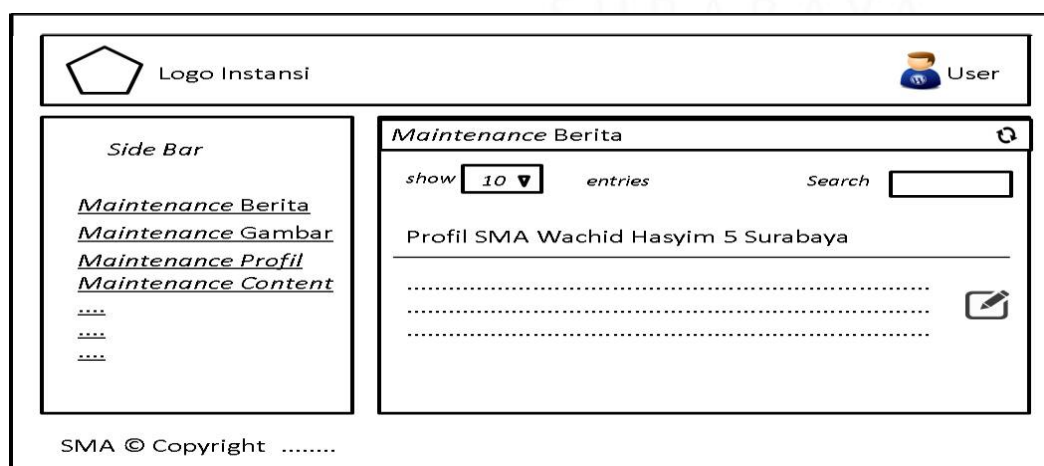 SURABAYA
Logo Instansi
User
Side Bar
Maintenance Berita
Maintenance Gambar
Maintenance Profil
Maintenance Content
....
....
....
Maintenance Berita
show 10 entries Search
Profil SMA Wachid Hasyim 5 Surabaya
......................................................................
......................................................................
......................................................................
SMA © Copyright ........